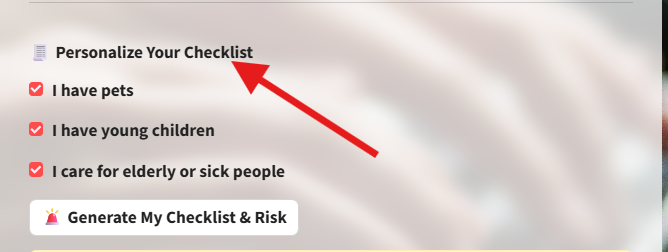 Personalize Your Checklist
I have pets
I have young children
I care for elderly or sick people
Generate My Checklist & Risk